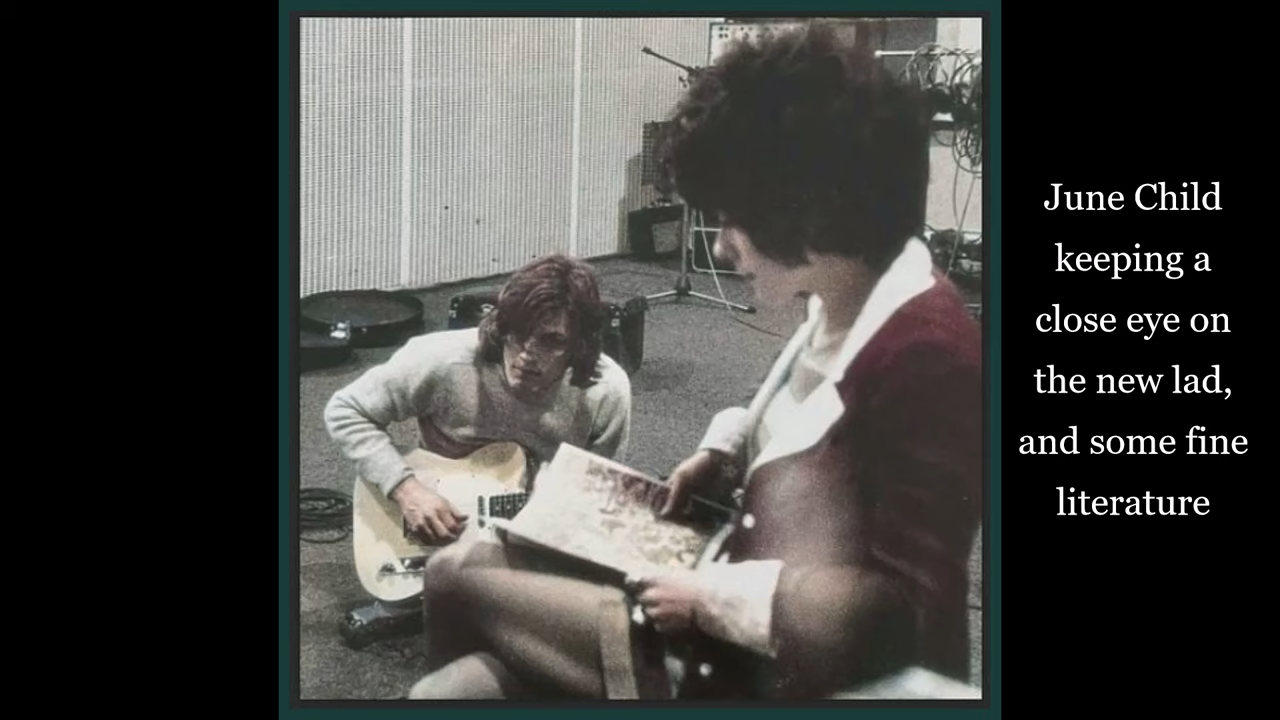 June Child
keeping a
close eye on
the new lad,
and some fine
literature